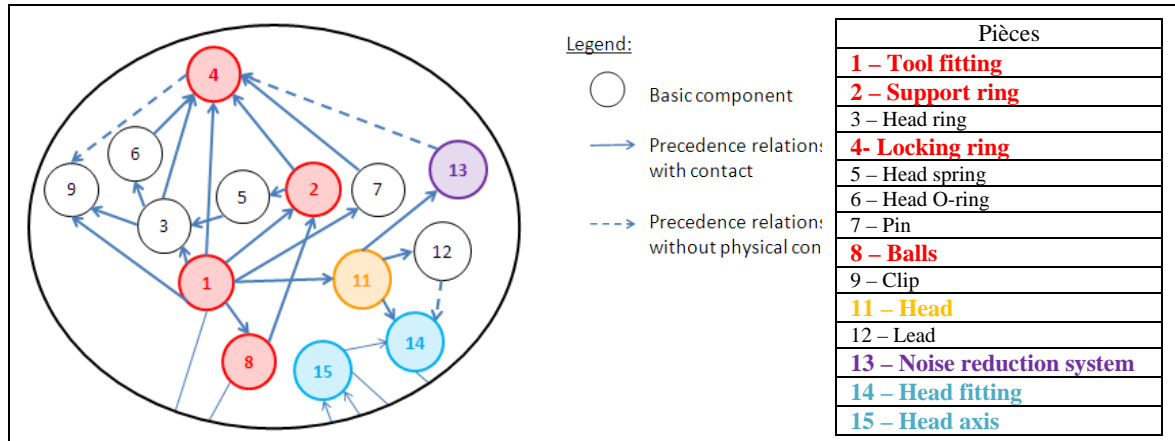 4
6
13
9
5
2
7
3
12
1
11
14
8
15
Legend:
Basic component
Precedence relation
with contact
Precedence relation
without physical con
Pièces
1 – Tool fitting
2 – Support ring
3 – Head ring
4- Locking ring
5 – Head spring
6 – Head O-ring
7 – Pin
8 – Balls
9 – Clip
11 – Head
12 – Lead
13 – Noise reduction system
14 – Head fitting
15 – Head axis